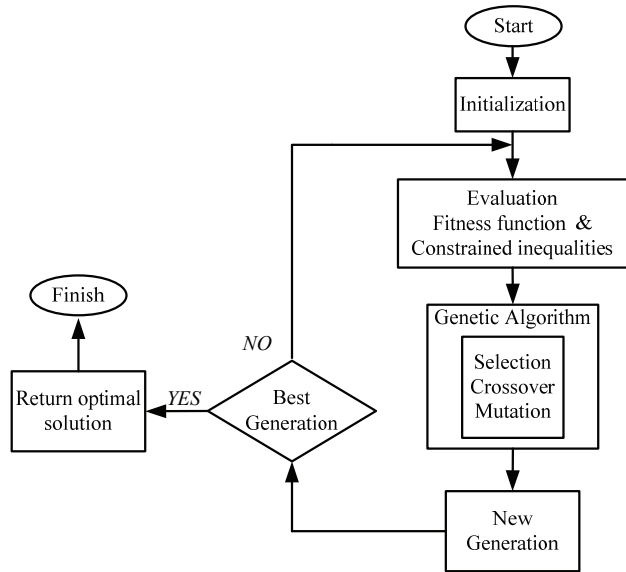 Start
Initialization
Evaluation
Fitness function &
Constrained inequalities
Genetic Algorithm
Selection
Crossover
Mutation
New
Generation
Best
Generation
NO
YES
Return optimal
solution
Finish